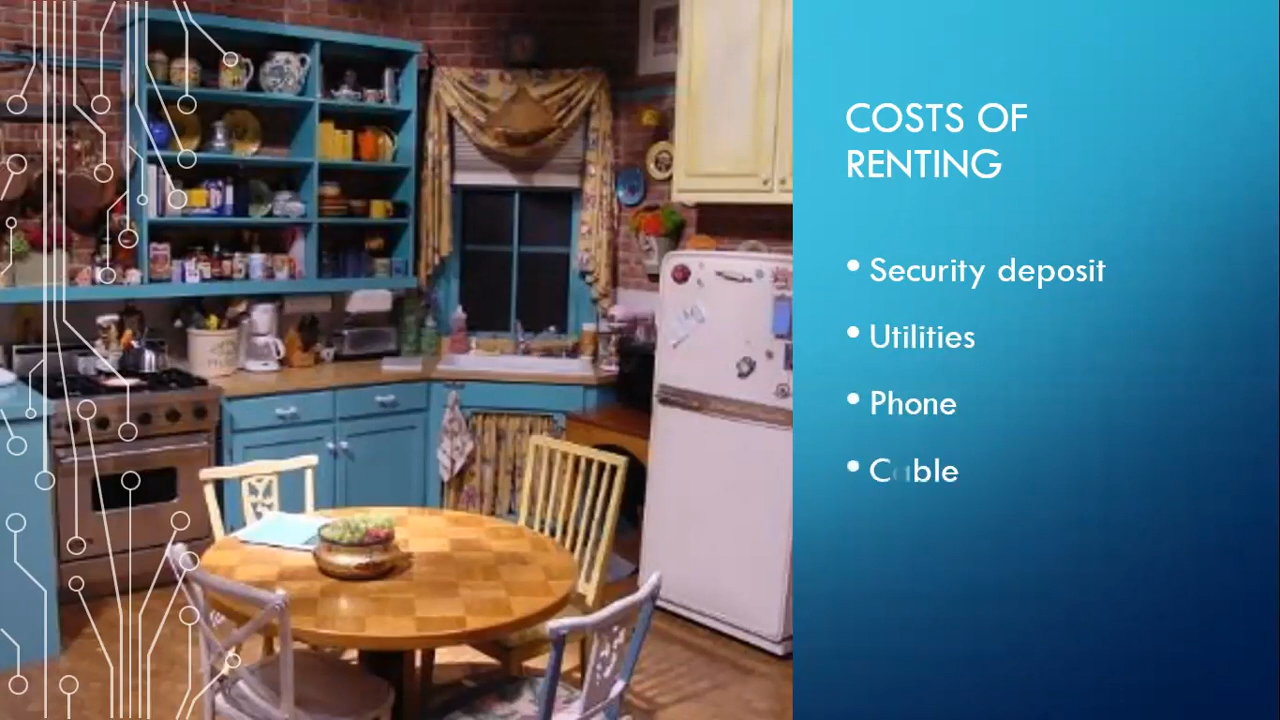 COSTS OF
RENTING
• Security deposit
• Utilities
• Phone
• Cable